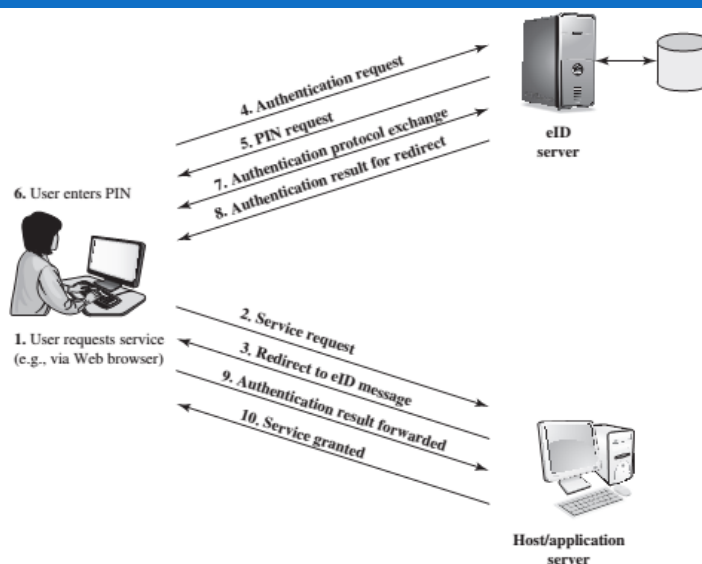 4. Authentication request
5. PIN request
7. Authentication protocol exchange
8. Authentication result for redirect
eID
server
6. User enters PIN
1. User requests service
(e.g., via Web browser)
2. Service request
3. Redirect to eID message
9. Authentication result forwarded
10. Service granted
Host/application
server